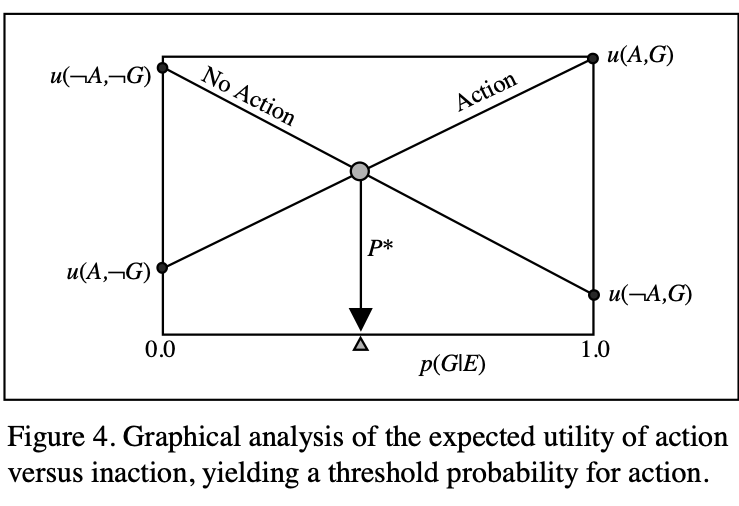 u(¬A,¬G)
No Action
Action
u(A,G)
P*
u(A,¬G)
u(¬A,G)
0.0
p(G|E)
1.0
Figure 4. Graphical analysis of the expected utility of action
versus inaction, yielding a threshold probability for action.